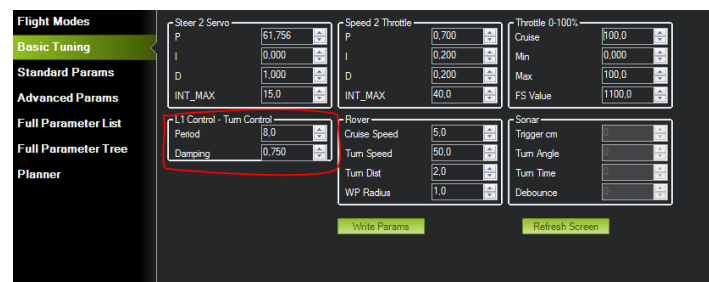 Flight Modes
Basic Tuning
Standard Params
Advanced Params
Full Parameter List
Full Parameter Tree
Planner
Steer 2 Servo
P 61,756
I 0,000
D 1,000
INT_MAX 15,0
Speed 2 Throttle
P 0,700
I 0,200
D 0,200
INT_MAX 40,0
Throttle 0-100%
Cruise 100,0
Min 0,000
Max 100,0
FS Value 1100,0
L1 Control - Turn Control
Period 8,0
Damping 0,750
Rover
Cruise Speed 5,0
Turn Speed 50,0
Turn Dist 2,0
WP Radius 1,0
Sonar
Trigger cm 0
Turn Angle 0
Turn Time 0
Debounce 0
Write Params
Refresh Screen